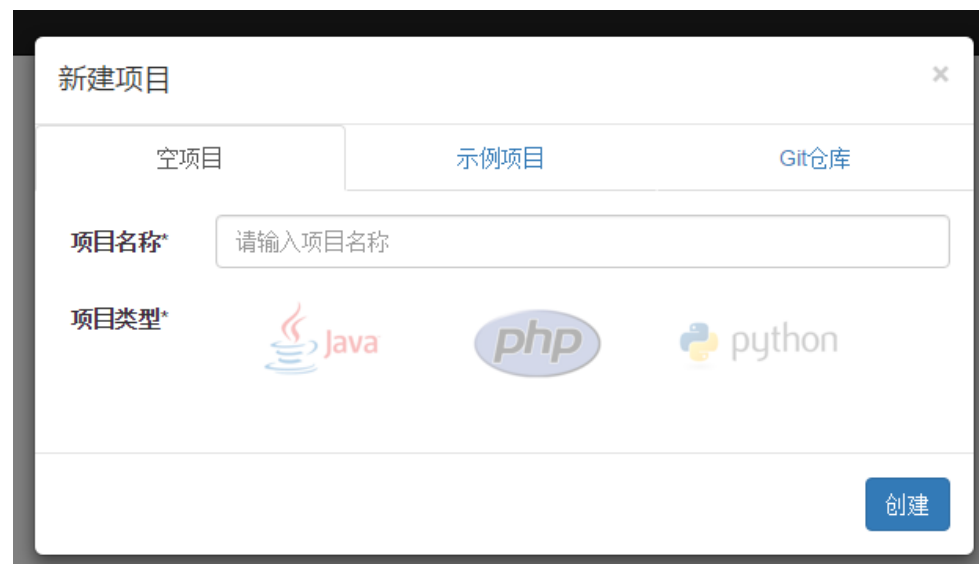 新建项目 ×
空项目 示例项目 Git仓库
项目名称* 请输入项目名称
项目类型* Java php python
创建